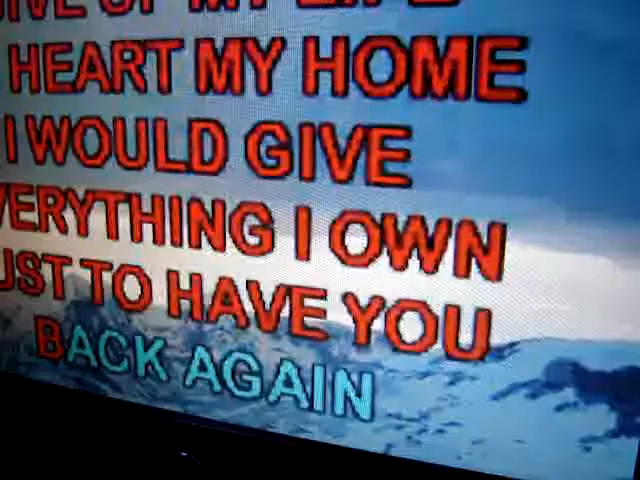 IVE UP MY LIFE
HEART MY HOME
I WOULD GIVE
VERYTHING I OWN
UST TO HAVE YOU
BACK AGAIN